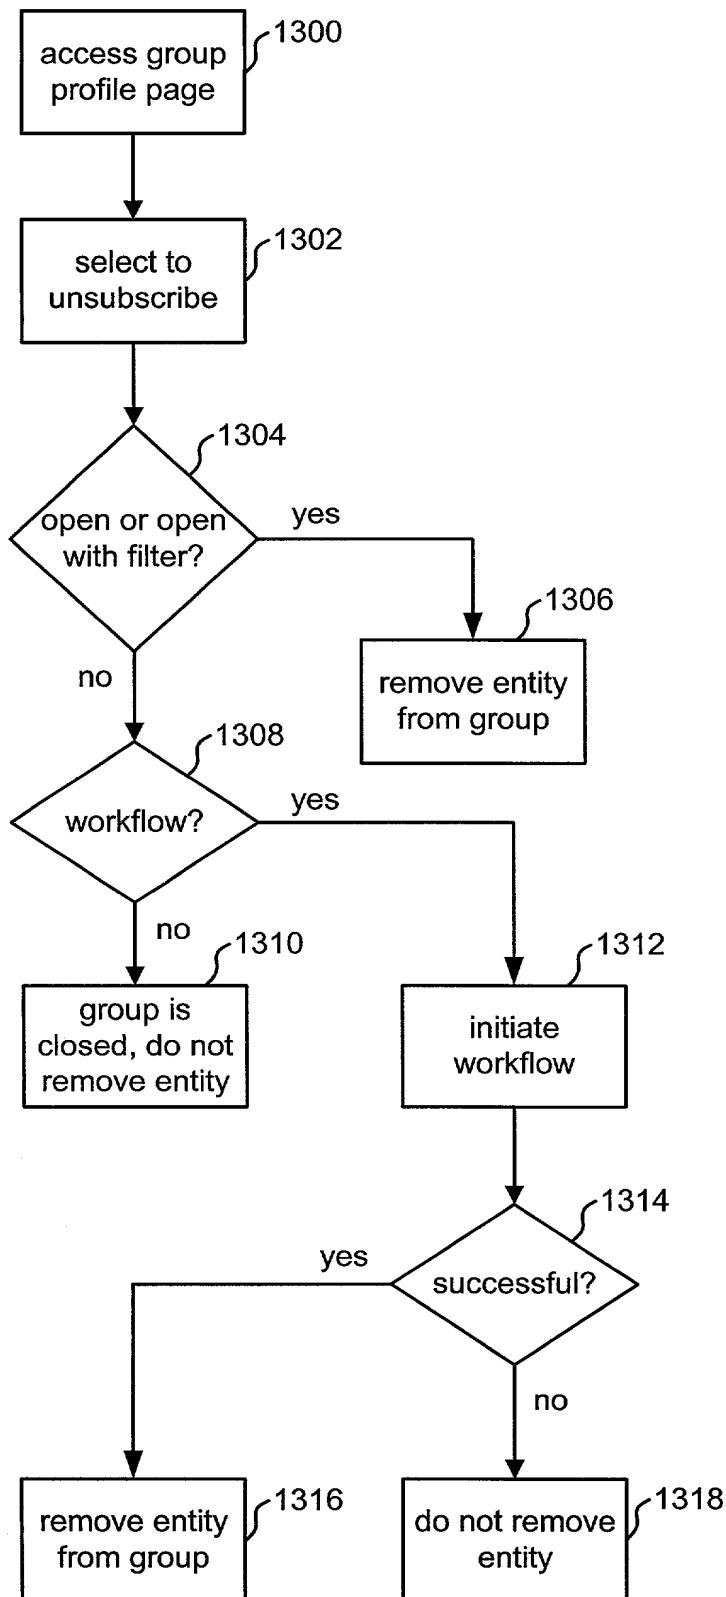 access group
profile page
1300
select to
unsubscribe
1302
open or open
with filter?
1304
yes
no
remove entity
from group
1306
workflow?
1308
yes
no
group is
closed, do not
remove entity
1310
initiate
workflow
1312
successful?
1314
yes
no
remove entity
from group
1316
do not remove
entity
1318